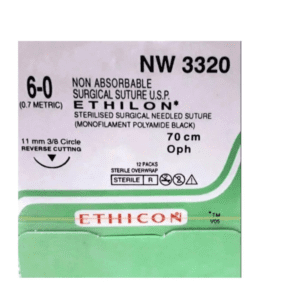 NW 3320
6-0
(0.7 METRIC)
NON ABSORBABLE
SURGICAL SUTURE U.S.P.
ETHILON*
STERILISED SURGICAL NEEDLED SUTURE
(MONOFILAMENT POLYAMIDE BLACK)
11 mm 3/8 Circle
REVERSE CUTTING
70 cm
Oph
12 PACKS
STERILE OVERWRAP
STERILE R
ETHICON